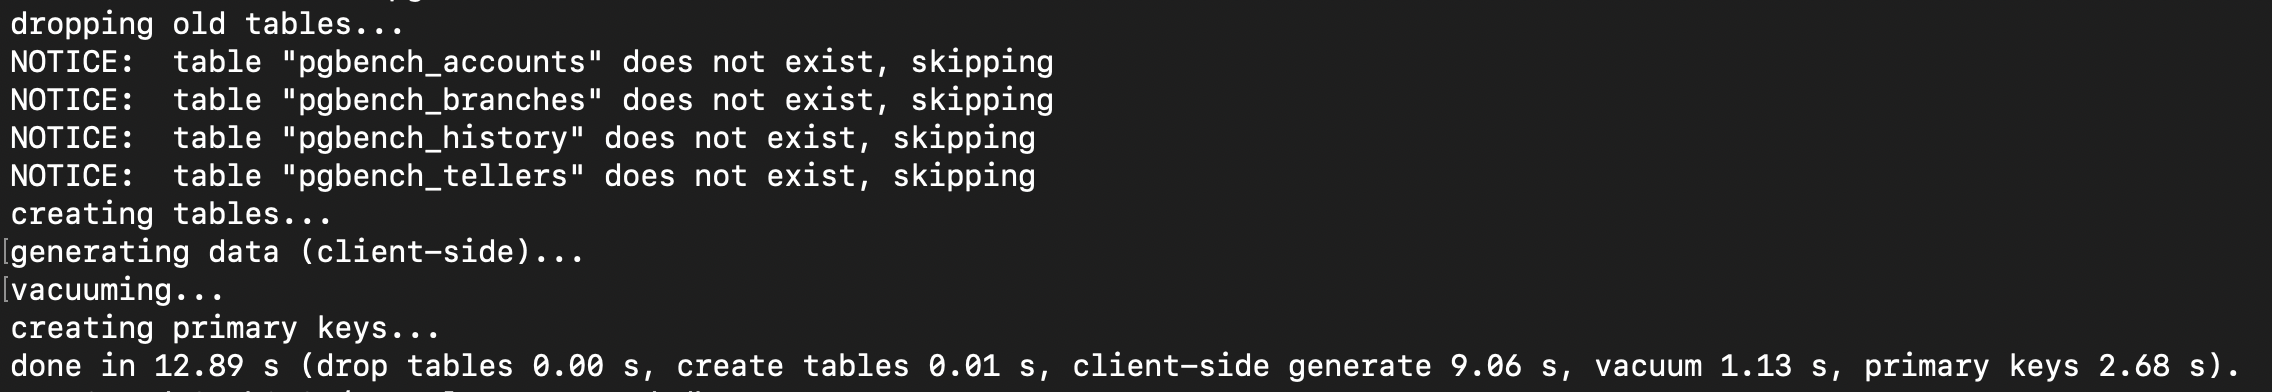 dropping old tables...
NOTICE:  table "pgbench_accounts" does not exist, skipping
NOTICE:  table "pgbench_branches" does not exist, skipping
NOTICE:  table "pgbench_history" does not exist, skipping
NOTICE:  table "pgbench_tellers" does not exist, skipping
creating tables...
[generating data (client-side)...
[vacuuming...
creating primary keys...
done in 12.89 s (drop tables 0.00 s, create tables 0.01 s, client-side generate 9.06 s, vacuum 1.13 s, primary keys 2.68 s).